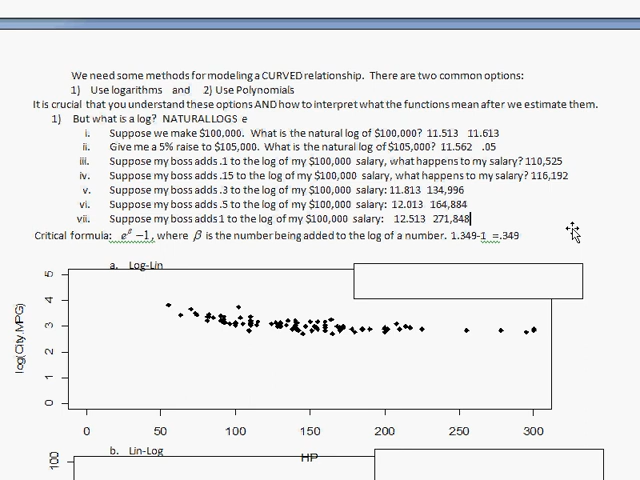 We need some methods for modeling a CURVED relationship. There are two common options:
1) Use logarithms and 2) Use Polynomials
It is crucial that you understand these options AND how to interpret what the functions mean after we estimate them.
1) But what is a log? NATURAL LOGS e
i. Suppose we make $100,000. What is the natural log of $100,000? 11.513 11.613
ii. Give me a 5% raise to $105,000. What is the natural log of $105,000? 11.562 .05
iii. Suppose my boss adds .1 to the log of my $100,000 salary, what happens to my salary? 110,525
iv. Suppose my boss adds .15 to the log of my $100,000 salary, what happens to my salary? 116,192
v. Suppose my boss adds .3 to the log of my $100,000 salary: 11.813 134,996
vi. Suppose my boss adds .5 to the log of my $100,000 salary: 12.013 164,884
vii. Suppose my boss adds 1 to the log of my $100,000 salary: 12.513 271,848
Critical formula: e^β − 1, where β is the number being added to the log of a number. 1.349-1 =.349
a. Log-Lin
log(City.MPG)
5
4
3
2
1
0
0 50 100 150 200 250 300
HP
b. Lin-Log
100